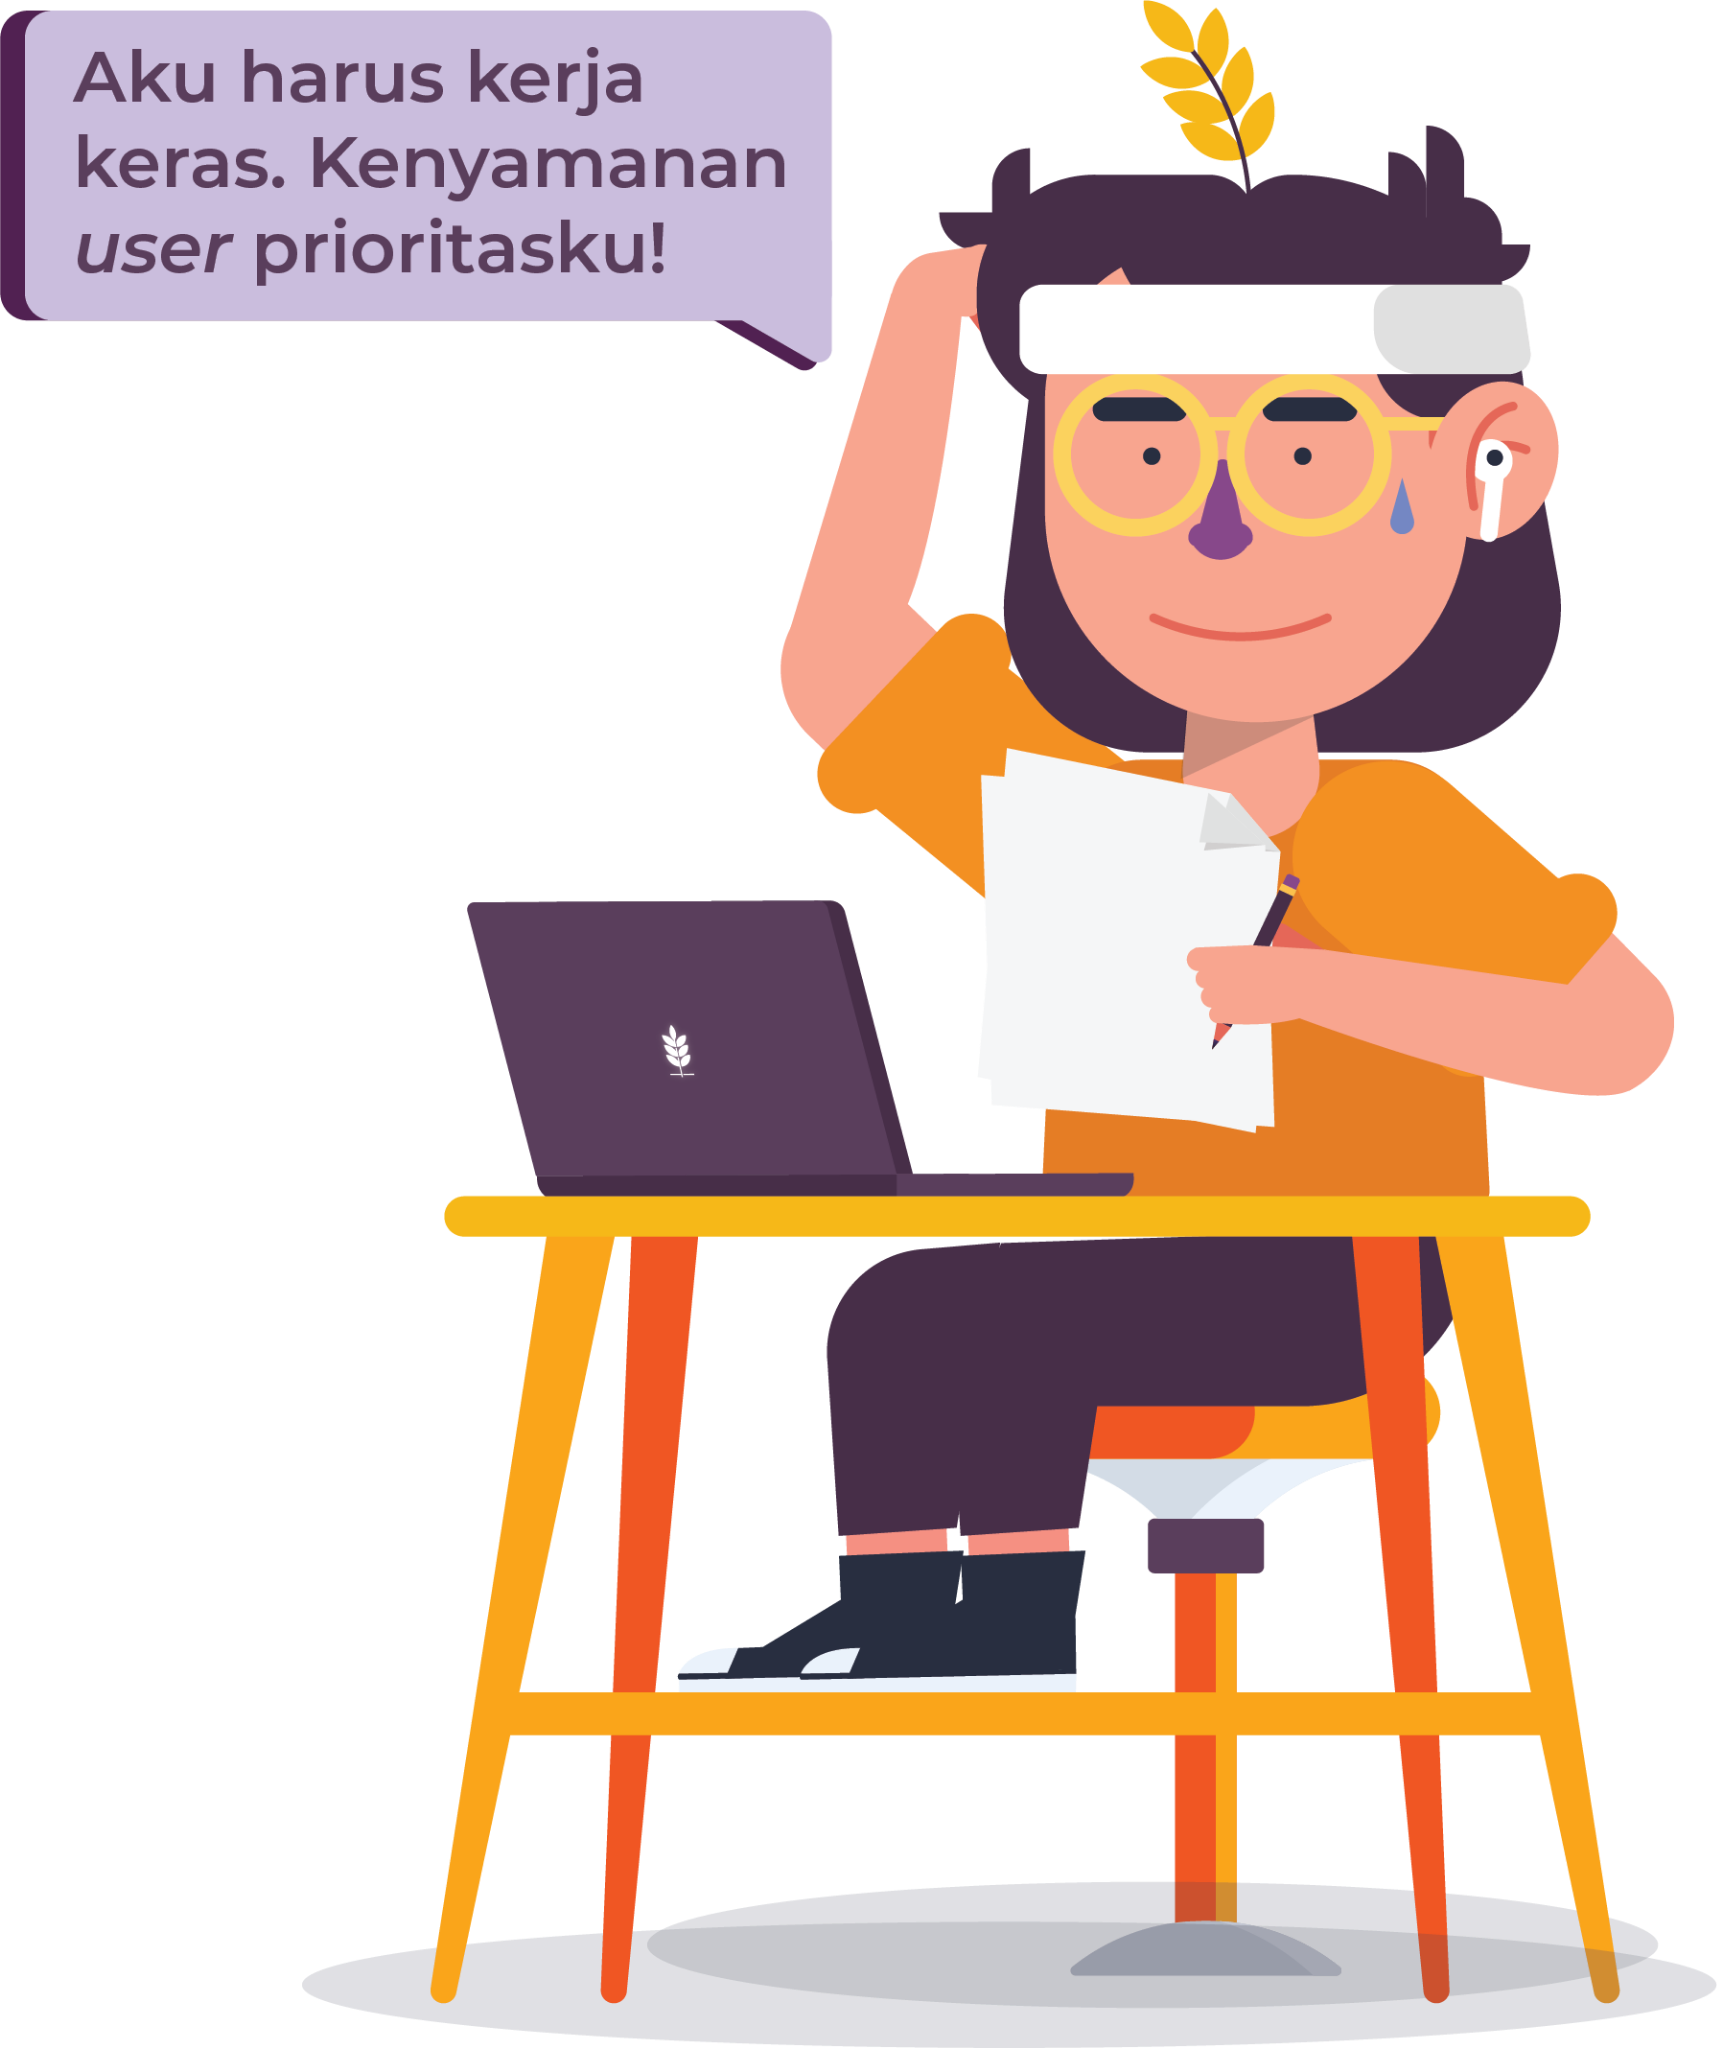 Aku harus kerja
keras. Kenyamanan
user prioritasku!